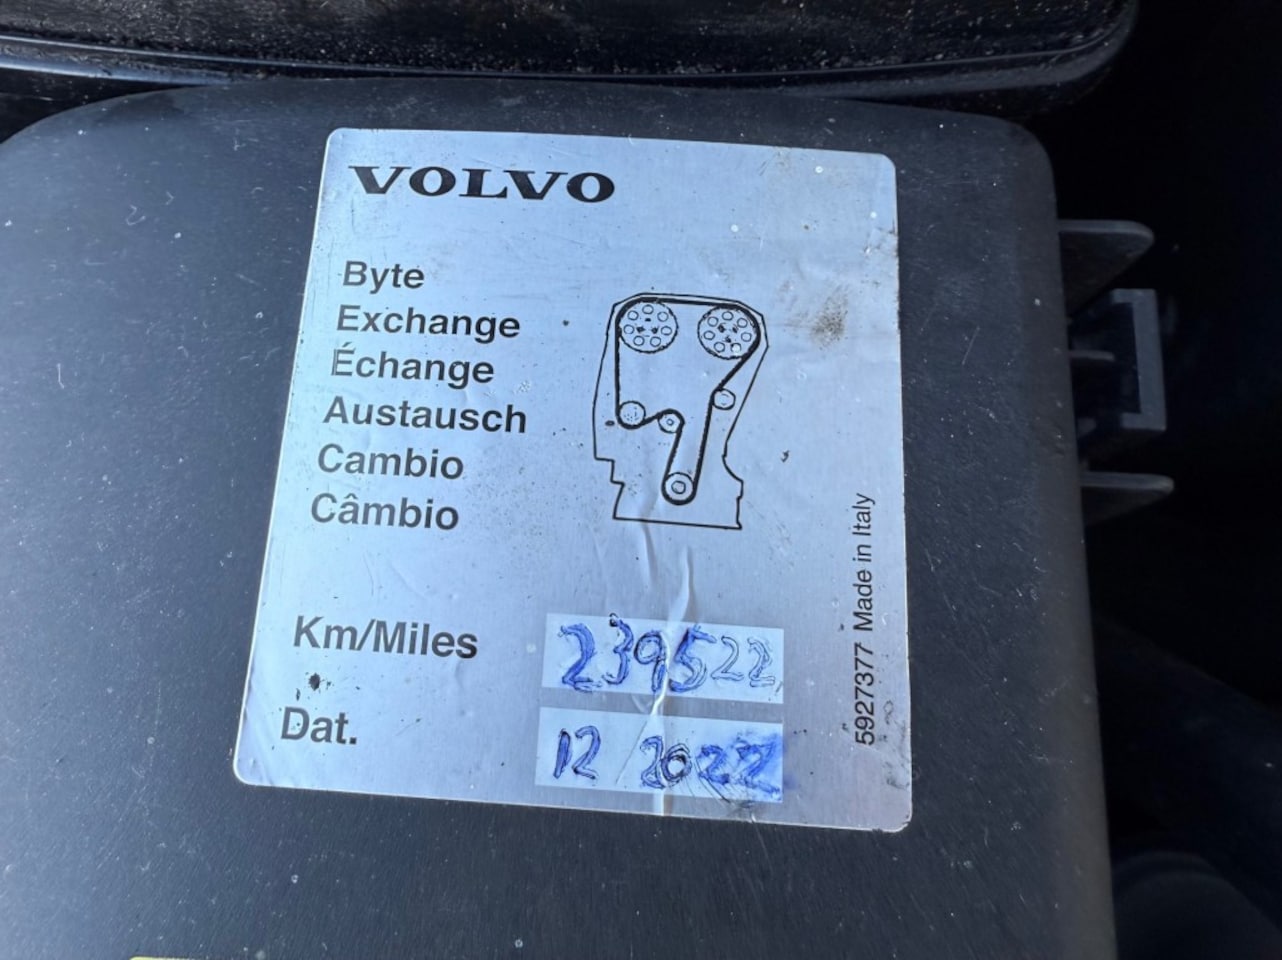 VOLVO
Byte
Exchange
Échange
Austausch
Cambio
Câmbio
Km/Miles 239522
Dat. 12 2022
5927377 Made in Italy